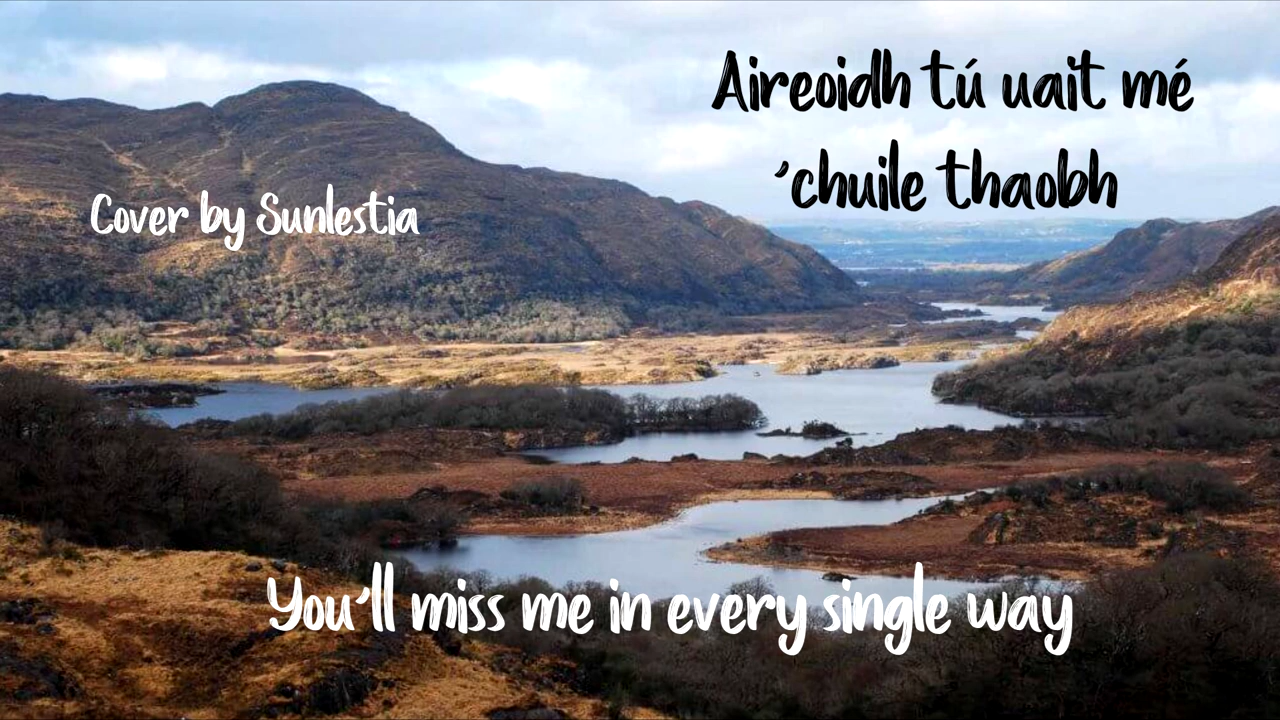 Aireoidh tú uait mé
'chuile thaobh
Cover by Sunlestia
You'll miss me in every single way